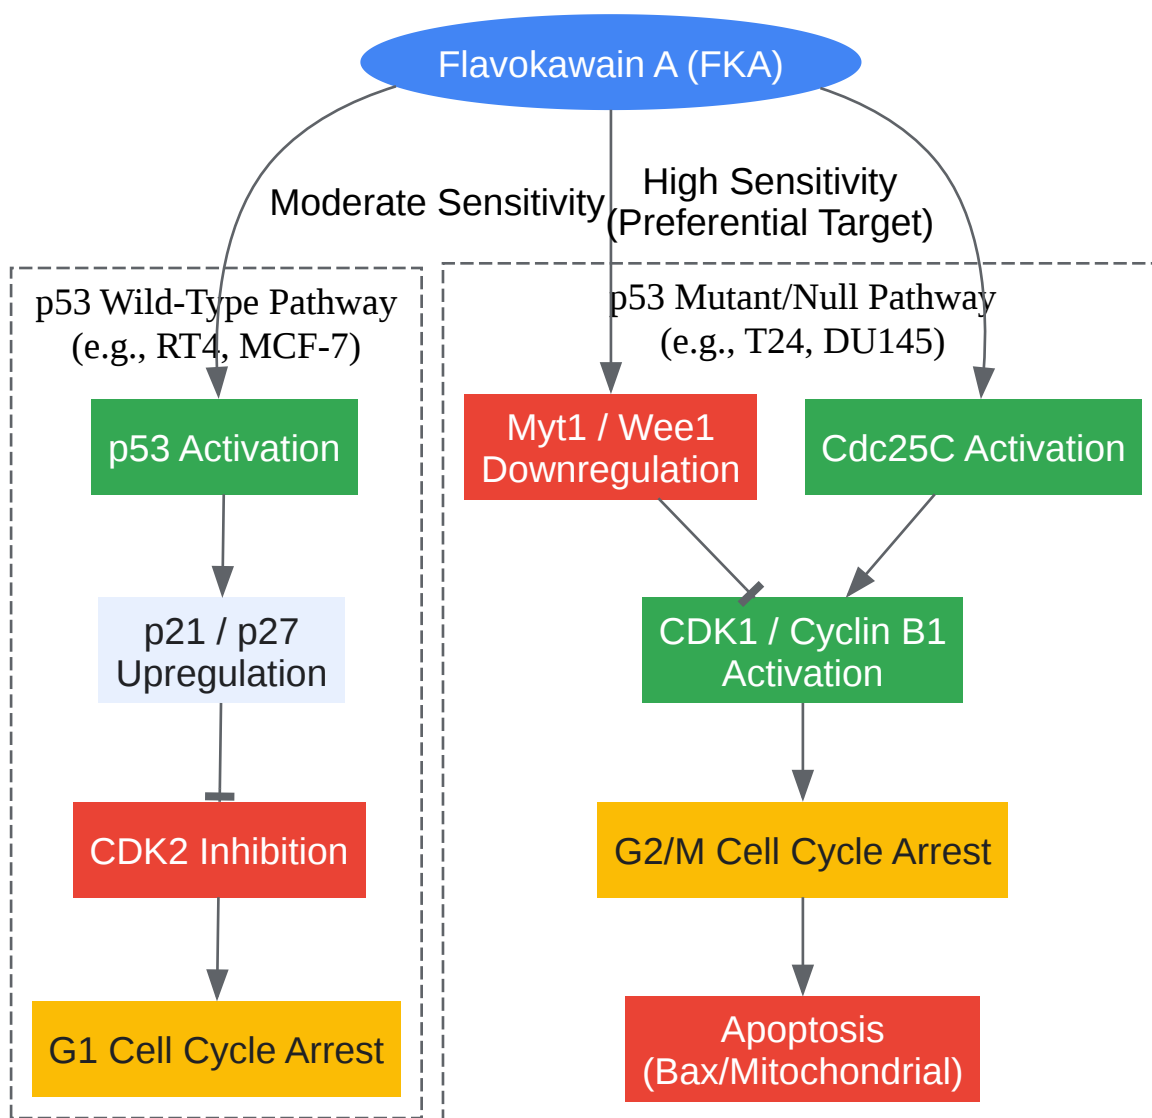 Flavokawain A (FKA)
Moderate Sensitivity
High Sensitivity
(Preferential Target)
p53 Wild-Type Pathway
(e.g., RT4, MCF-7)
p53 Mutant/Null Pathway
(e.g., T24, DU145)
p53 Activation
Myt1 / Wee1
Downregulation
Cdc25C Activation
p21 / p27
Upregulation
CDK1 / Cyclin B1
Activation
CDK2 Inhibition
G2/M Cell Cycle Arrest
G1 Cell Cycle Arrest
Apoptosis
(Bax/Mitochondrial)